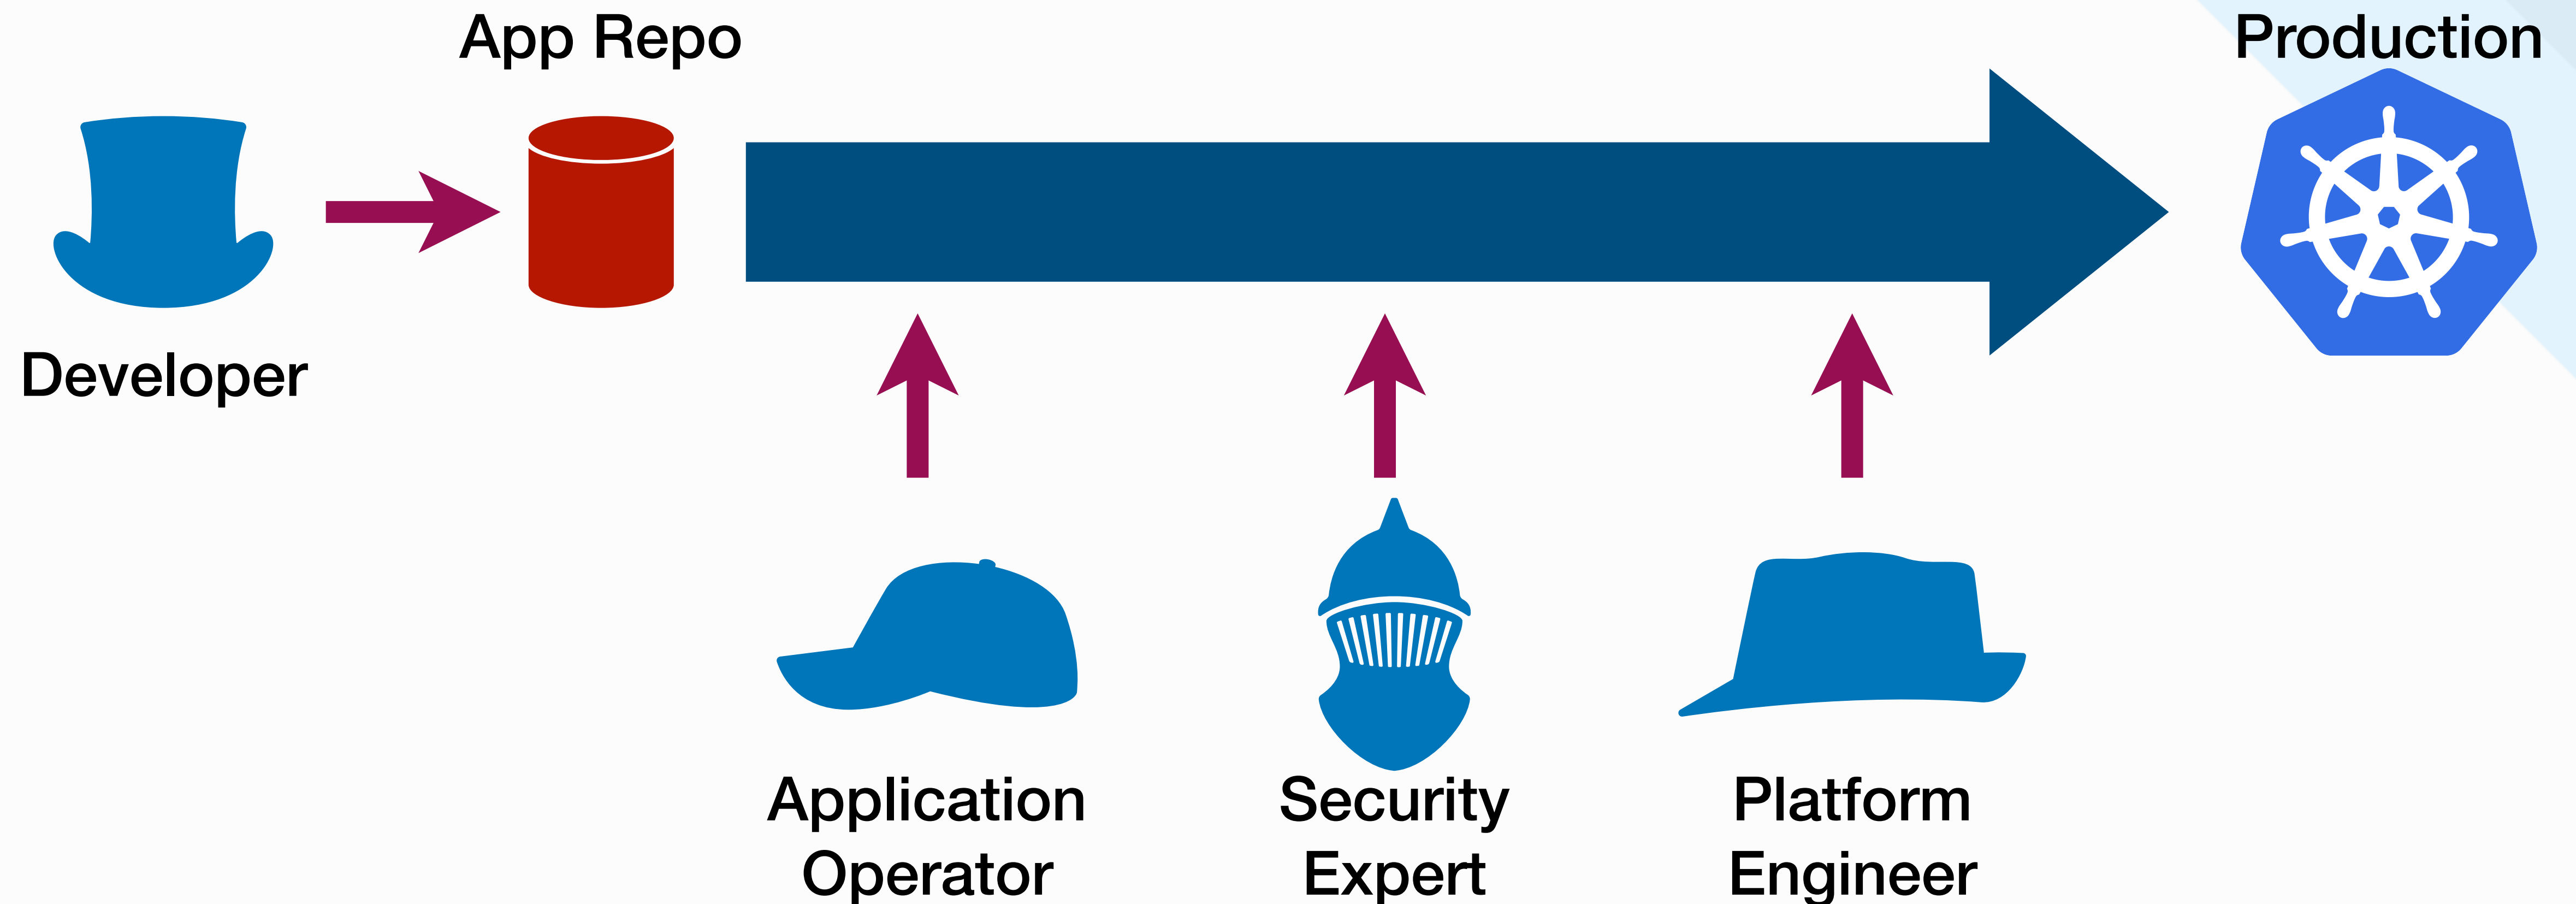 App Repo
Production
Developer
Application
Operator
Security
Expert
Platform
Engineer